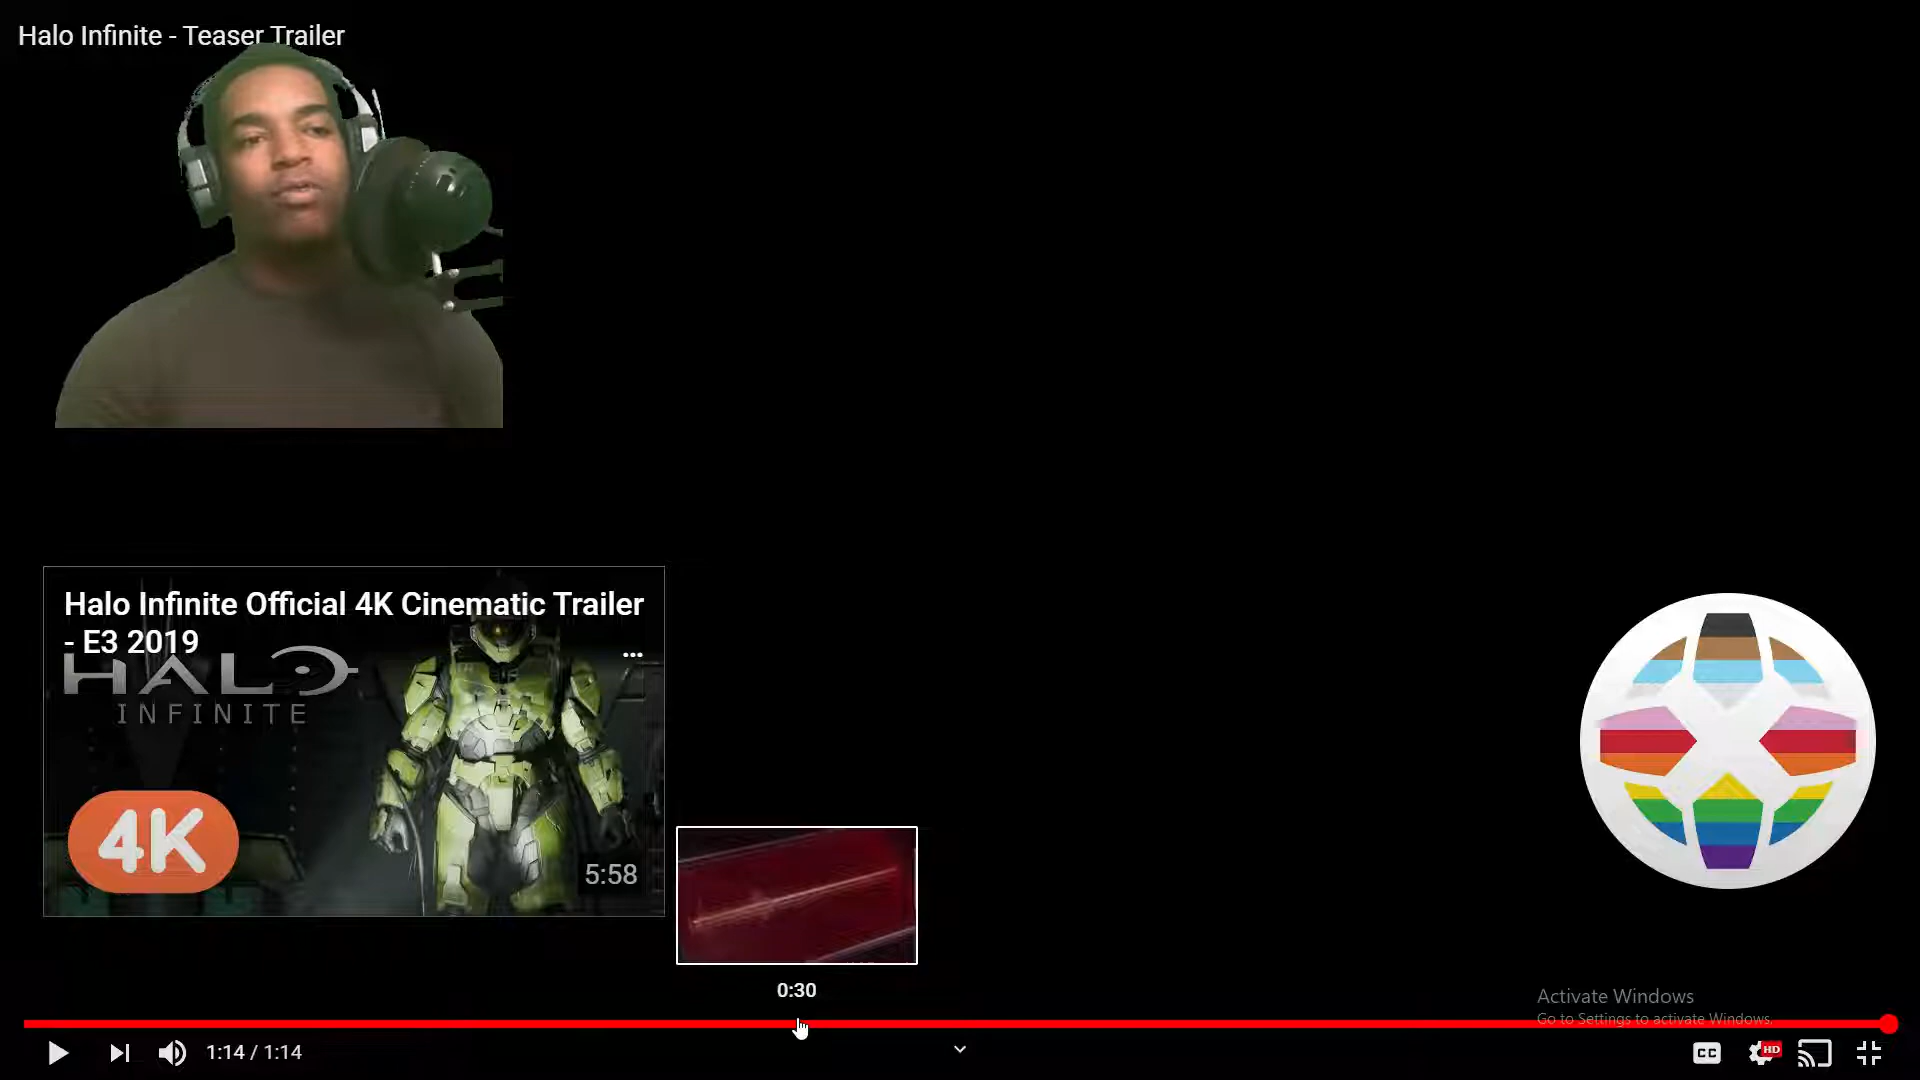 Halo Infinite - Teaser Trailer
Halo Infinite Official 4K Cinematic Trailer
- E3 2019
HALO
INFINITE
4K
5:58
0:30
Activate Windows
Go to Settings to activate Windows.
1:14 / 1:14
CC
HD